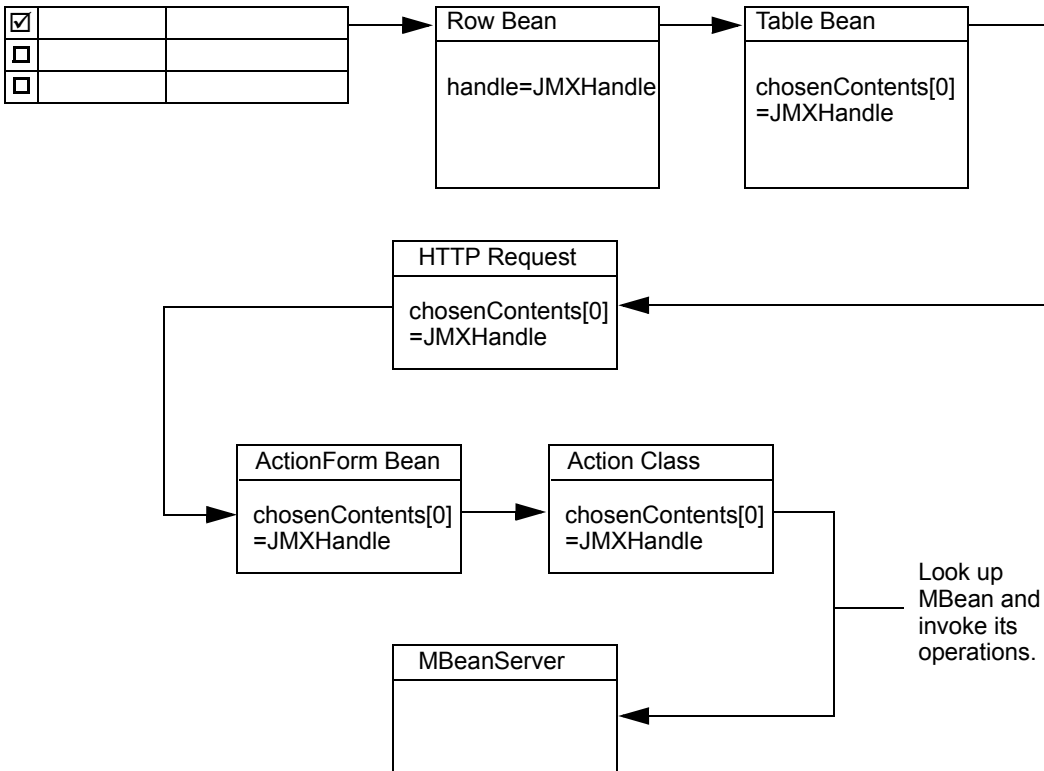 Row Bean
handle=JMXHandle
Table Bean
chosenContents[0]
=JMXHandle
HTTP Request
chosenContents[0]
=JMXHandle
ActionForm Bean
chosenContents[0]
=JMXHandle
Action Class
chosenContents[0]
=JMXHandle
Look up
MBean and
invoke its
operations.
MBeanServer